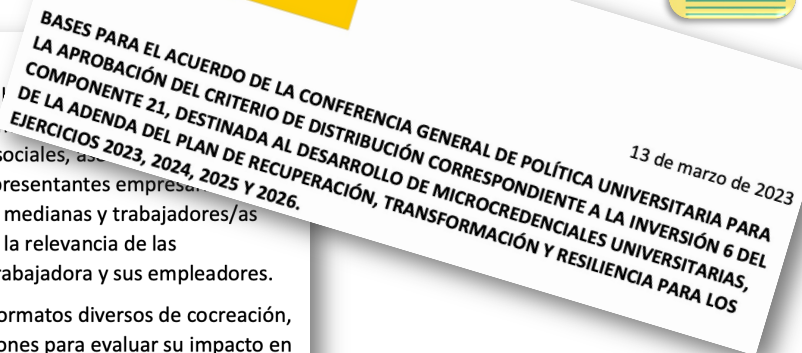 13 de marzo de 2023
BASES PARA EL ACUERDO DE LA CONFERENCIA GENERAL DE POLÍTICA UNIVERSITARIA PARA
LA APROBACIÓN DEL CRITERIO DE DISTRIBUCIÓN CORRESPONDIENTE A LA INVERSIÓN 6 DEL
COMPONENTE 21, DESTINADA AL DESARROLLO DE MICROCREDENCIALES UNIVERSITARIAS,
DE LA ADENDA DEL PLAN DE RECUPERACIÓN, TRANSFORMACIÓN Y RESILIENCIA PARA LOS
EJERCICIOS 2023, 2024, 2025 Y 2026.
sociales,
medianas y trabajadores/as
la relevancia de las
rabajadora y sus empleadores.
ormatos diversos de cocreación,
ones para evaluar su impacto en